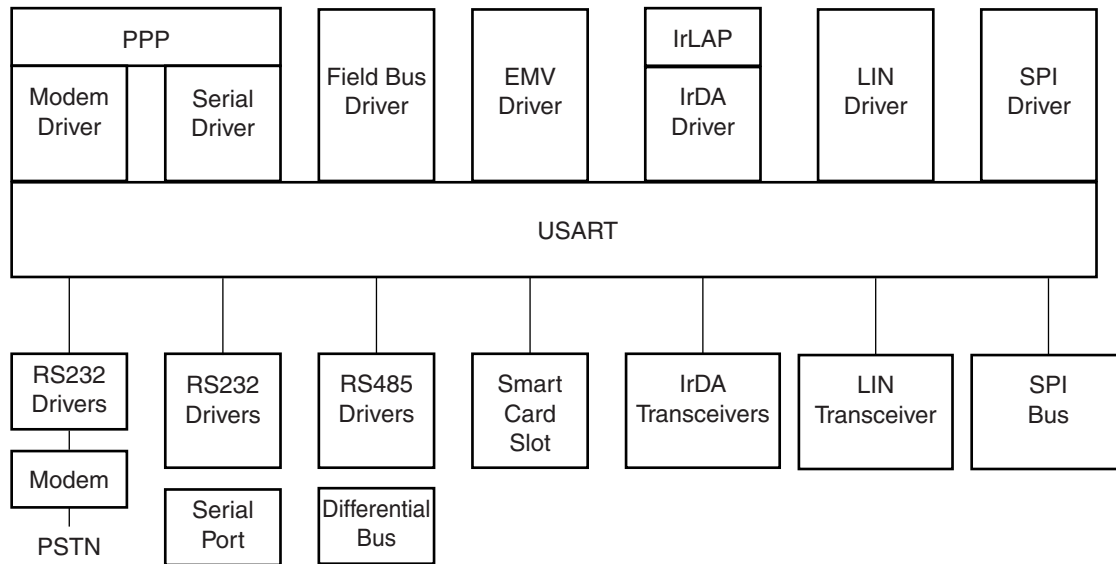 PPP
Modem
Driver
Serial
Driver
Field Bus
Driver
EMV
Driver
IrLAP
IrDA
Driver
LIN
Driver
SPI
Driver
USART
RS232
Drivers
Modem
PSTN
RS232
Drivers
Serial
Port
RS485
Drivers
Differential
Bus
Smart
Card
Slot
IrDA
Transceivers
LIN
Transceiver
SPI
Bus